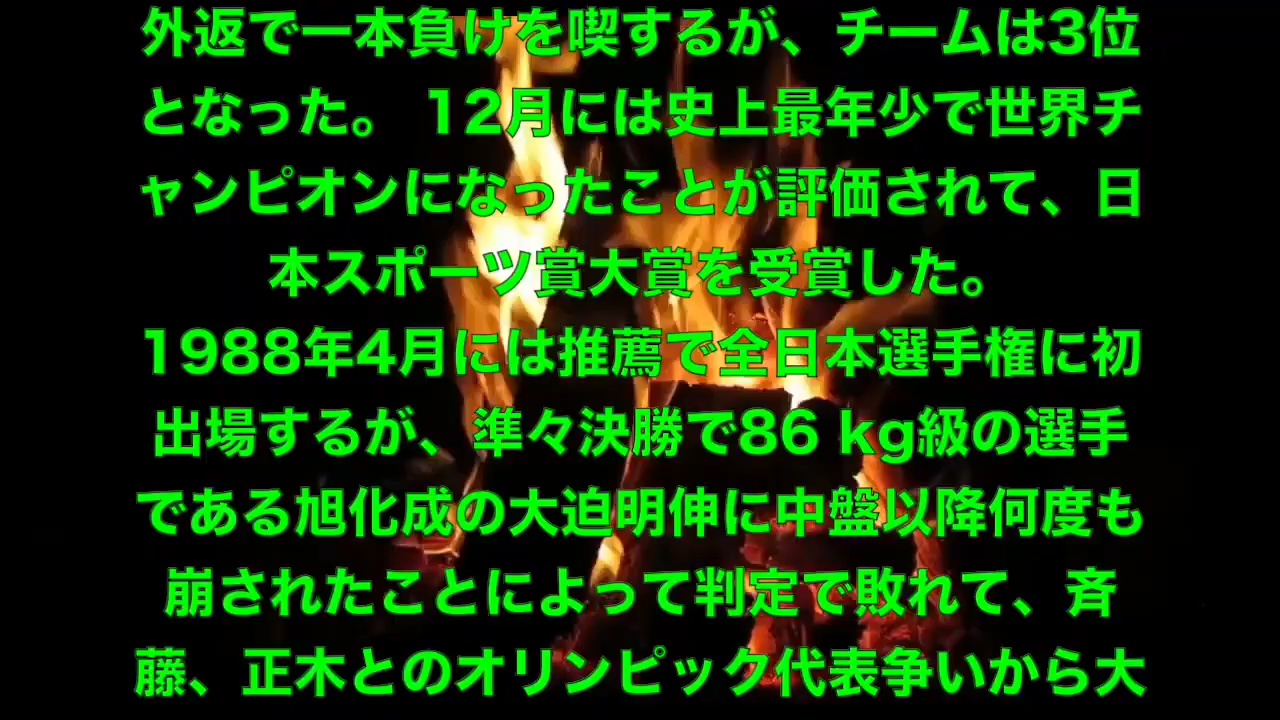 外返で一本負けを喫するが、チームは3位
となった。 12月には史上最年少で世界チ
ャンピオンになったことが評価されて、日
本スポーツ賞大賞を受賞した。
1988年4月には推薦で全日本選手権に初
出場するが、準々決勝で86 kg級の選手
である旭化成の大迫明伸に中盤以降何度も
崩されたことによって判定で敗れて、斉
藤、正木とのオリンピック代表争いから大